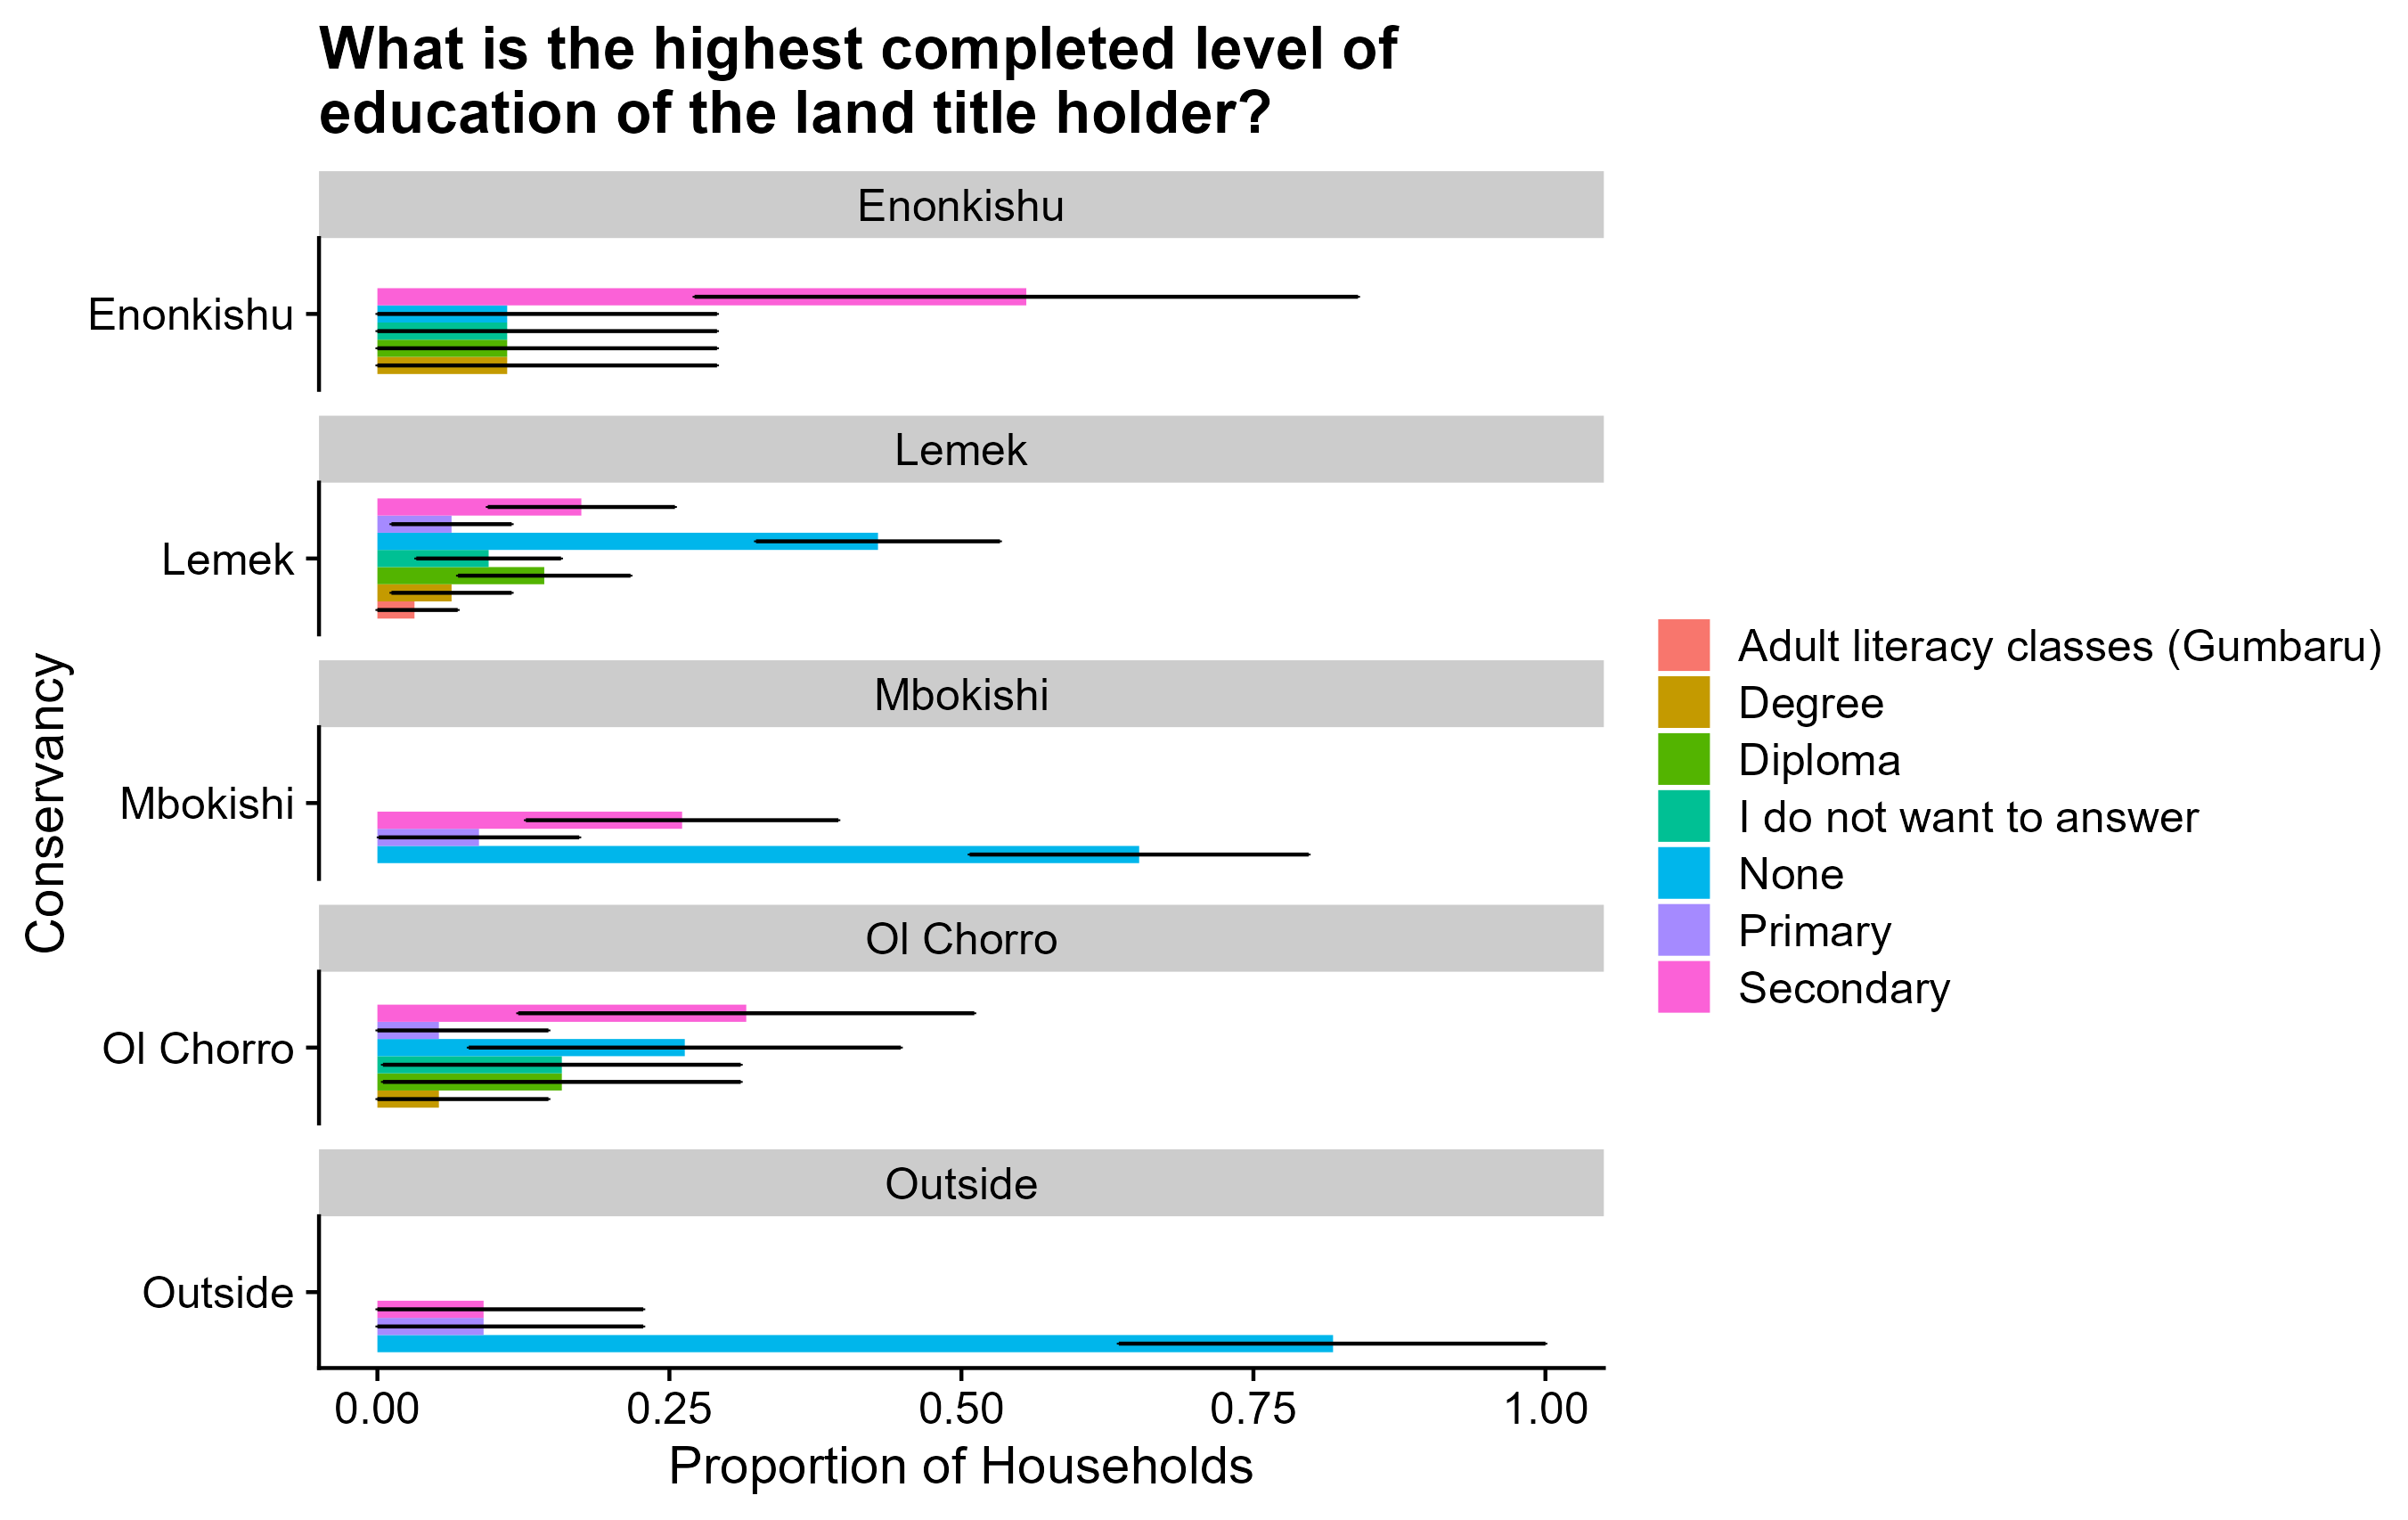 What is the highest completed level of
education of the land title holder?
Enonkishu
Enonkishu
Lemek
Lemek
Mbokishi
Mbokishi
Ol Chorro
Ol Chorro
Outside
Outside
0.00 0.25 0.50 0.75 1.00
Proportion of Households
Conservancy
Adult literacy classes (Gumbaru)
Degree
Diploma
I do not want to answer
None
Primary
Secondary